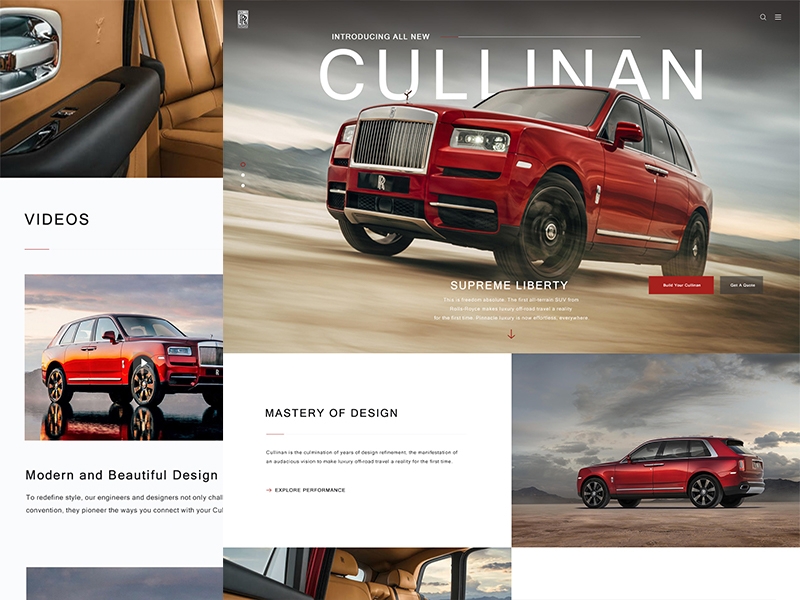 INTRODUCING ALL NEW
CULLINAN
SUPREME LIBERTY
This is freedom absolute. The first all-terrain SUV from
Rolls-Royce makes luxury off-road travel a reality
for the first time. Pinnacle luxury is now effortless, everywhere.
Build Your Cullinan
Get A Quote
VIDEOS
Modern and Beautiful Design
To redefine style, our engineers and designers not only chall
convention, they pioneer the ways you connect with your Cul
MASTERY OF DESIGN
Cullinan is the culmination of years of design refinement; the manifestation of
an audacious vision to make luxury off-road travel a reality for the first time.
EXPLORE PERFORMANCE